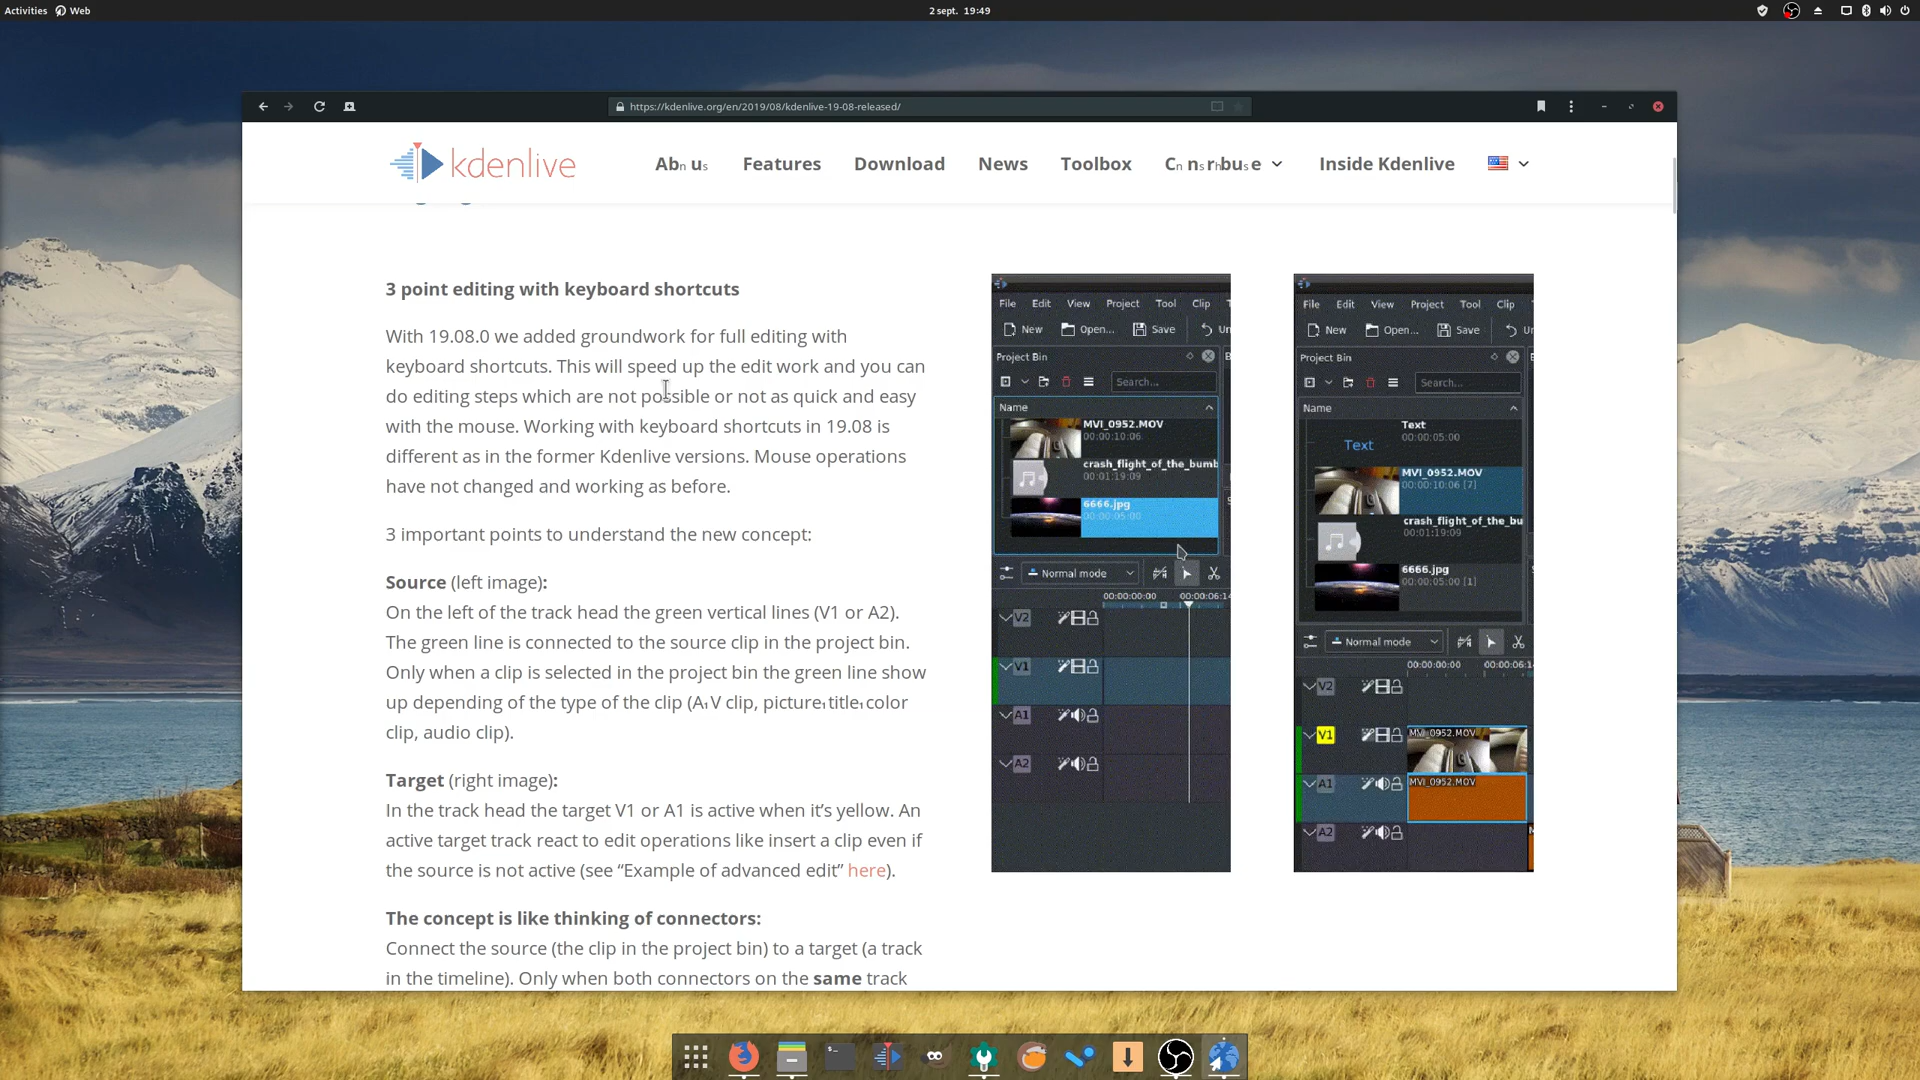 Activities Web 2 sept. 19:49
https://kdenlive.org/en/2019/08/kdenlive-19-08-released/
kdenlive Abn us Features Download News Toolbox Cn nsrhbuse Inside Kdenlive
3 point editing with keyboard shortcuts
With 19.08.0 we added groundwork for full editing with
keyboard shortcuts. This will speed up the edit work and you can
do editing steps which are not possible or not as quick and easy
with the mouse. Working with keyboard shortcuts in 19.08 is
different as in the former Kdenlive versions. Mouse operations
have not changed and working as before.
3 important points to understand the new concept:
Source (left image):
On the left of the track head the green vertical lines (V1 or A2).
The green line is connected to the source clip in the project bin.
Only when a clip is selected in the project bin the green line show
up depending of the type of the clip (A,V clip, picture,title,color
clip, audio clip).
Target (right image):
In the track head the target V1 or A1 is active when it’s yellow. An
active target track react to edit operations like insert a clip even if
the source is not active (see “Example of advanced edit” here).
The concept is like thinking of connectors:
Connect the source (the clip in the project bin) to a target (a track
in the timeline). Only when both connectors on the same track
File Edit View Project Tool Clip
New Open... Save Un
Project Bin
Search...
Name
MVI_0952.MOV
00:00:10:06
crash_flight_of_the_bumb
00:01:19:09
6666.jpg
00:00:05:00
Normal mode
00:00:00:00 00:00:06:14
V2
V1
A1
A2
File Edit View Project Tool Clip
New Open... Save Un
Project Bin
Search...
Name
Text
00:00:05:00
Text
MVI_0952.MOV
00:00:10:06 [7]
crash_flight_of_the_bu
00:01:19:09
6666.jpg
00:00:05:00 [1]
Normal mode
00:00:00:00 00:00:06:1
V2
V1 MVI_0952.MOV
A1 MVI_0952.MOV
A2